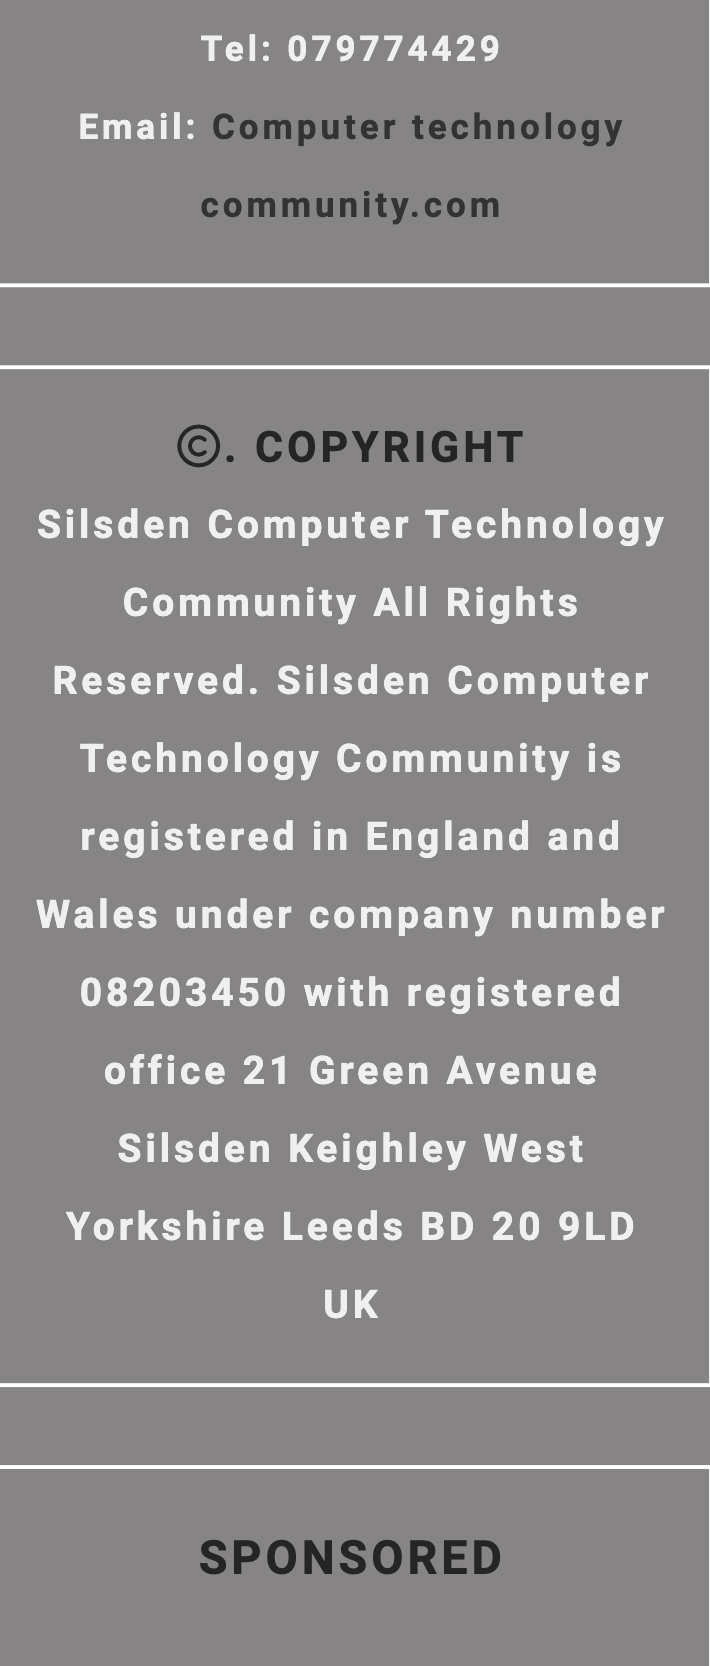 Tel: 079774429
Email: Computer technology
community.com
©. COPYRIGHT
Silsden Computer Technology
Community All Rights
Reserved. Silsden Computer
Technology Community is
registered in England and
Wales under company number
08203450 with registered
office 21 Green Avenue
Silsden Keighley West
Yorkshire Leeds BD 20 9LD
UK
SPONSORED